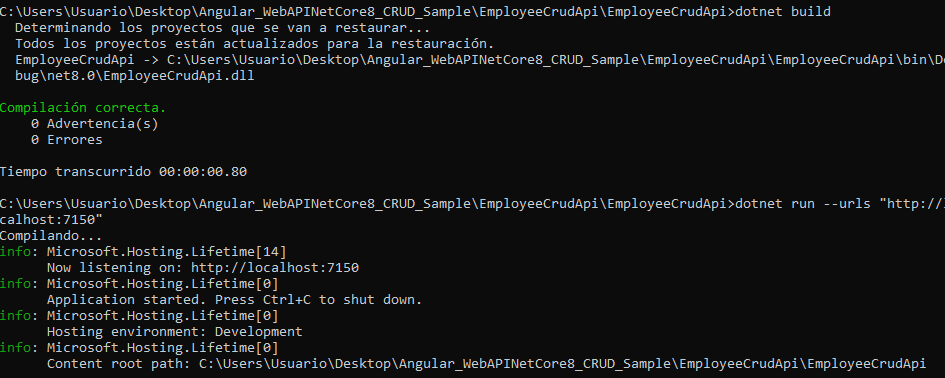 C:\Users\Usuario\Desktop\Angular_WebAPINetCore8_CRUD_Sample\EmployeeCrudApi\EmployeeCrudApi>dotnet build
  Determinando los proyectos que se van a restaurar...
  Todos los proyectos están actualizados para la restauración.
  EmployeeCrudApi -> C:\Users\Usuario\Desktop\Angular_WebAPINetCore8_CRUD_Sample\EmployeeCrudApi\EmployeeCrudApi\bin\De
bug\net8.0\EmployeeCrudApi.dll

Compilación correcta.
    0 Advertencia(s)
    0 Errores

Tiempo transcurrido 00:00:00.80

C:\Users\Usuario\Desktop\Angular_WebAPINetCore8_CRUD_Sample\EmployeeCrudApi\EmployeeCrudApi>dotnet run --urls "http://l
calhost:7150"
Compilando...
info: Microsoft.Hosting.Lifetime[14]
      Now listening on: http://localhost:7150
info: Microsoft.Hosting.Lifetime[0]
      Application started. Press Ctrl+C to shut down.
info: Microsoft.Hosting.Lifetime[0]
      Hosting environment: Development
info: Microsoft.Hosting.Lifetime[0]
      Content root path: C:\Users\Usuario\Desktop\Angular_WebAPINetCore8_CRUD_Sample\EmployeeCrudApi\EmployeeCrudApi